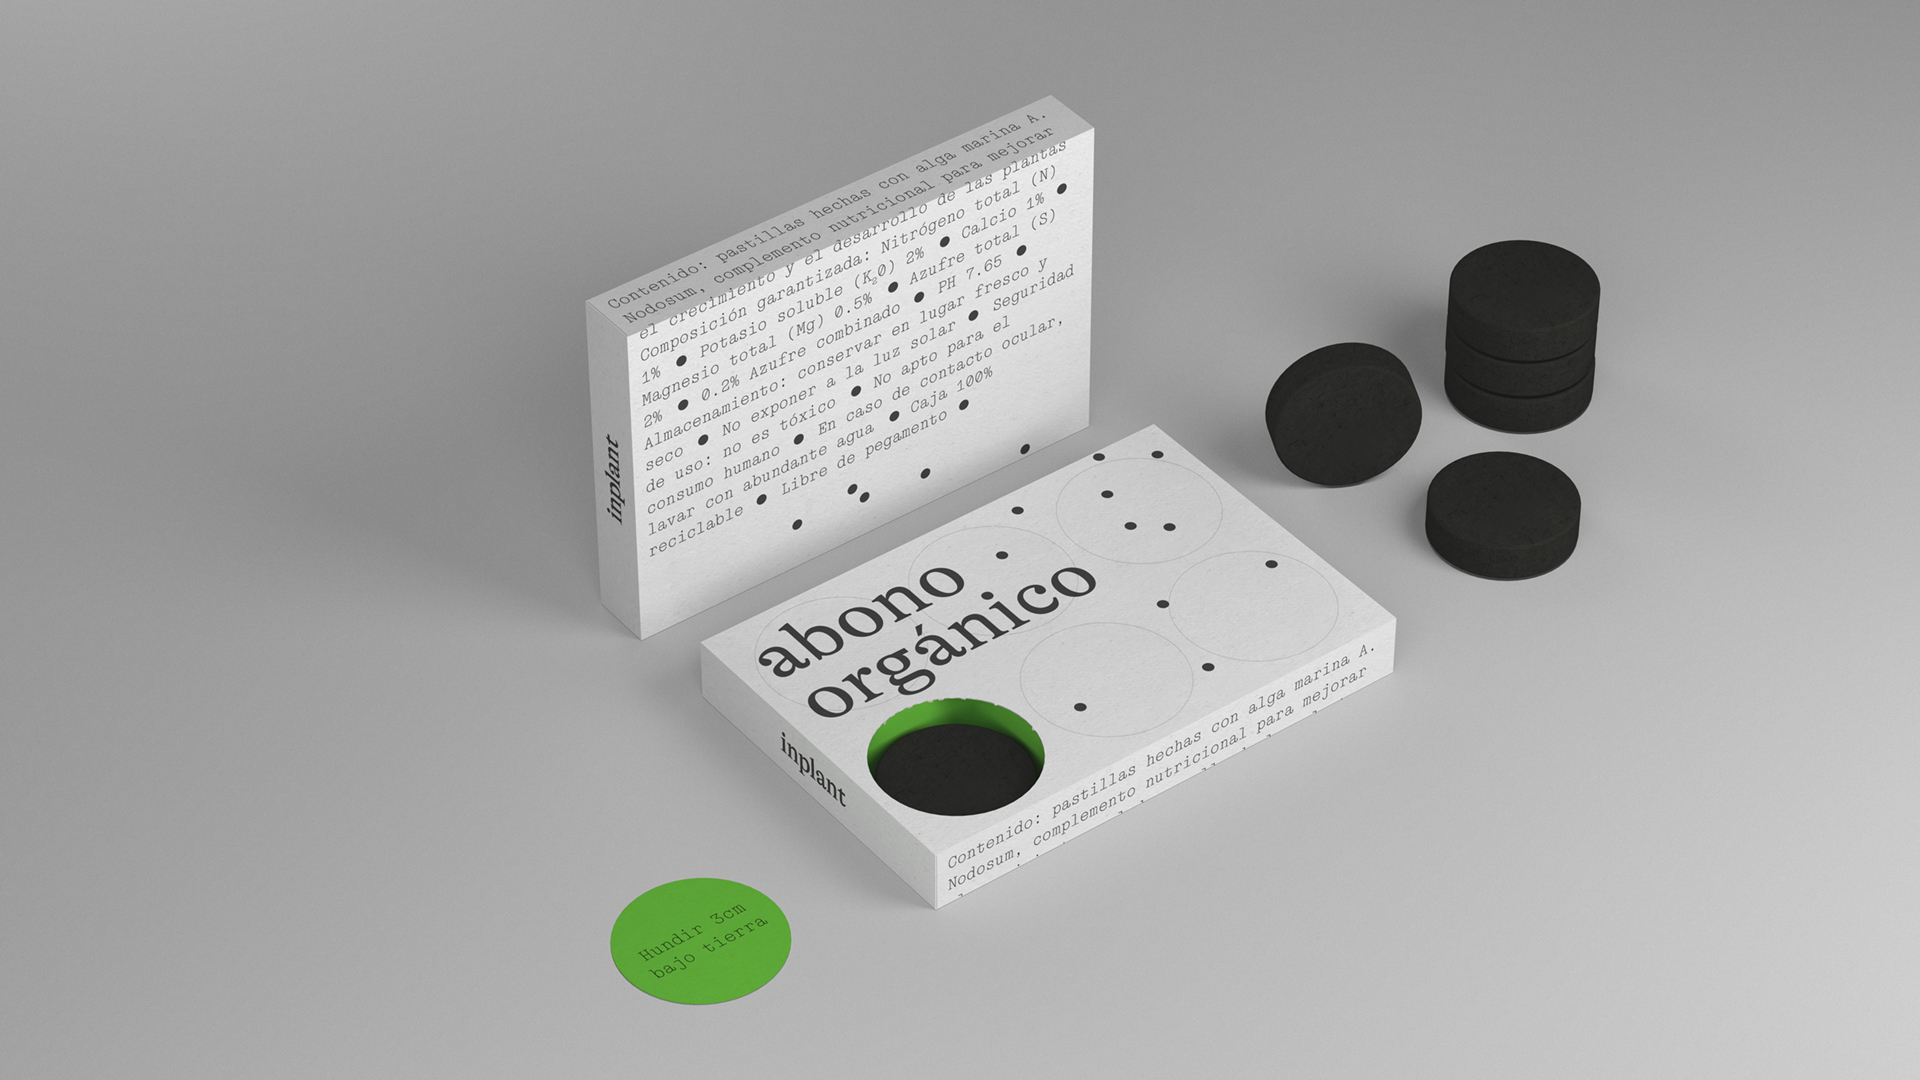 Contenido: pastillas hechas con alga marina A.
Nodosum, complemento nutricional para mejorar
el crecimiento y el desarrollo de las plantas
Composición garantizada: Nitrógeno total (N)
1% ● Potasio soluble (K₂0) 2% ● Calcio 1% ●
Magnesio total (Mg) 0.5% ● Azufre total (S)
2% ● 0.2% Azufre combinado ● PH 7.65 ●
Almacenamiento: conservar en lugar fresco y
seco ● No exponer a la luz solar ● Seguridad
de uso: no es tóxico ● No apto para el
consumo humano ● En caso de contacto ocular,
lavar con abundante agua ● Caja 100%
reciclable ● Libre de pegamento ●
inplant
abono
orgánico
inplant
Contenido: pastillas hechas con alga marina A.
Nodosum, complemento nutricional para mejorar
Hundir 3cm
bajo tierra